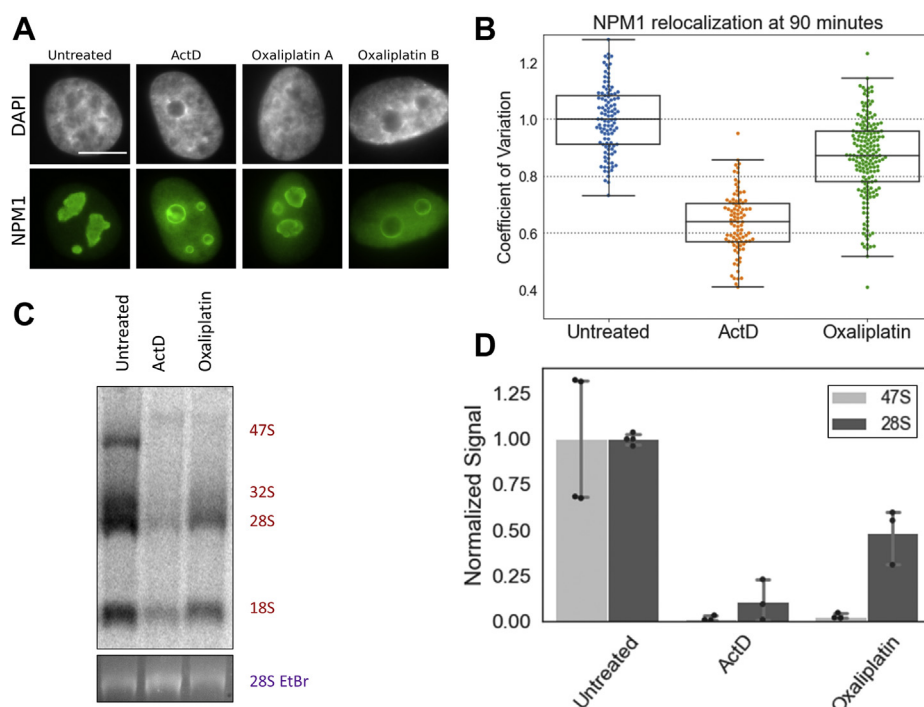 A
Untreated
ActD
Oxaliplatin A
Oxaliplatin B
DAPI
NPM1
B
NPM1 relocalization at 90 minutes
Coefficient of Variation
1.2
1.0
0.8
0.6
0.4
Untreated
ActD
Oxaliplatin
C
Untreated
ActD
Oxaliplatin
47S
32S
28S
18S
28S EtBr
D
Normalized Signal
1.25
1.00
0.75
0.50
0.25
0.00
47S
28S
Untreated
ActD
Oxaliplatin